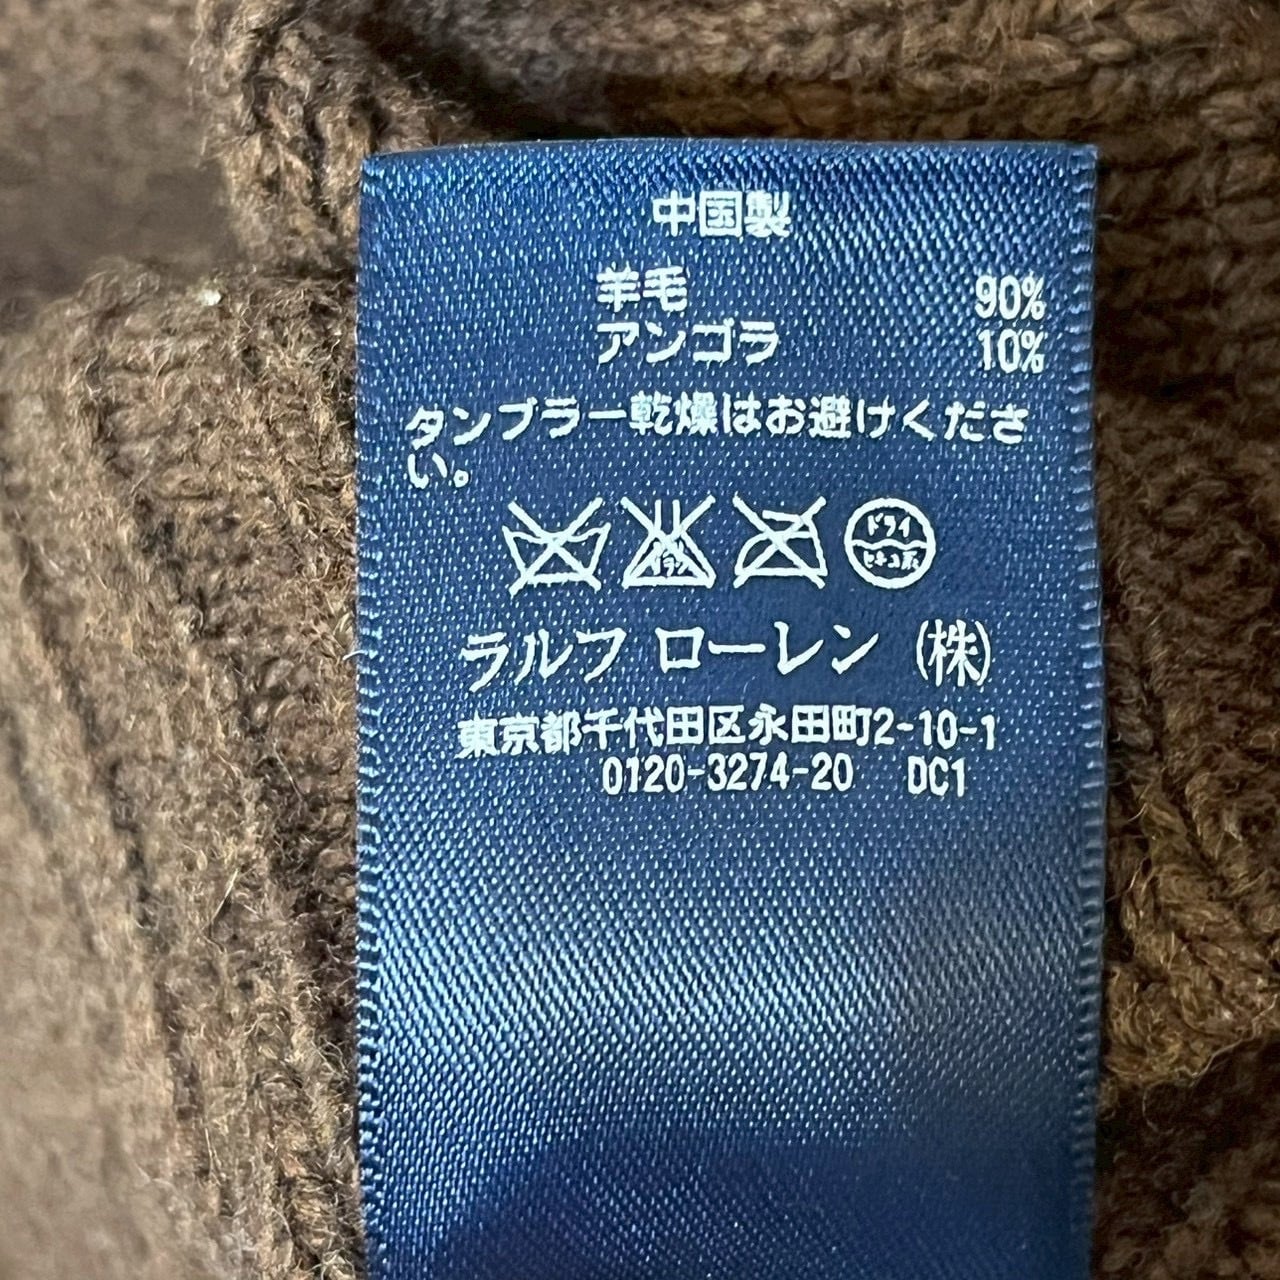 中国製
羊毛 90%
アンゴラ 10%
タンブラー乾燥はお避けくださ
い。
ドライ
セキユ系
ラルフ ローレン (株)
東京都千代田区永田町2-10-1
0120-3274-20 DC1